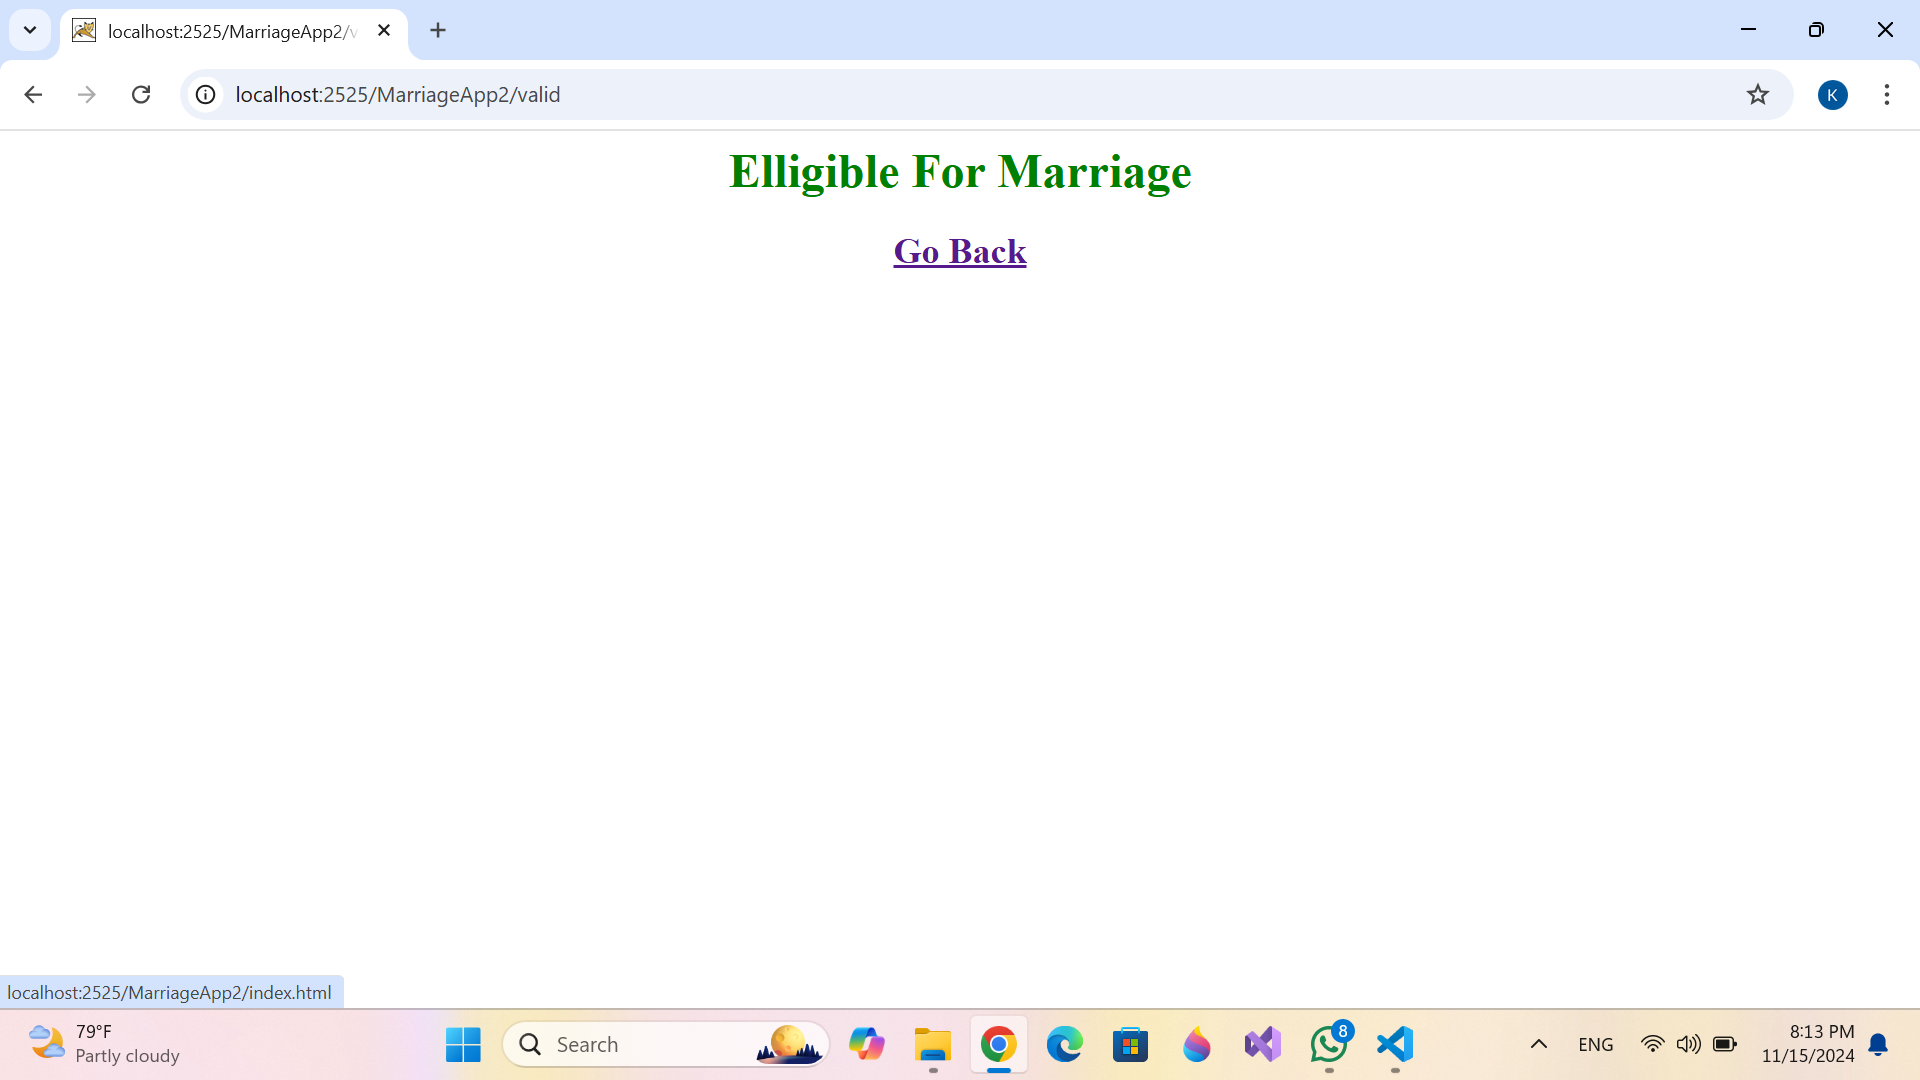 localhost:2525/MarriageApp2/v
localhost:2525/MarriageApp2/valid
K
Elligible For Marriage
Go Back
localhost:2525/MarriageApp2/index.html
79°F
Partly cloudy
Search
8
ENG
8:13 PM
11/15/2024